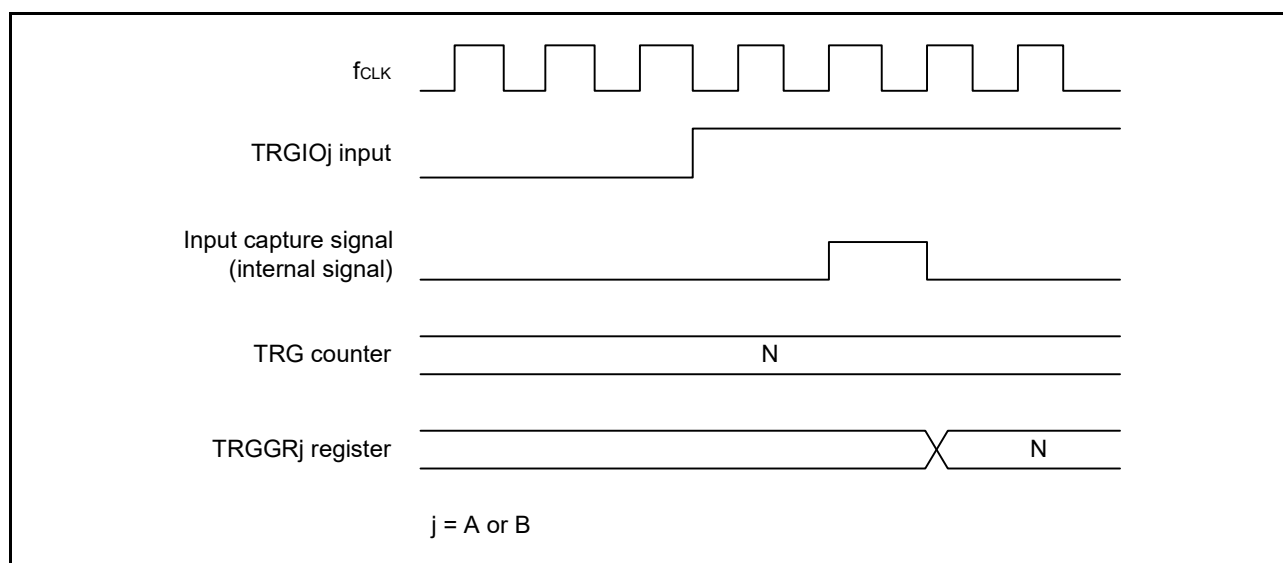 fCLK
TRGIOj input
Input capture signal
(internal signal)
TRG counter
N
TRGGRj register
N
j = A or B